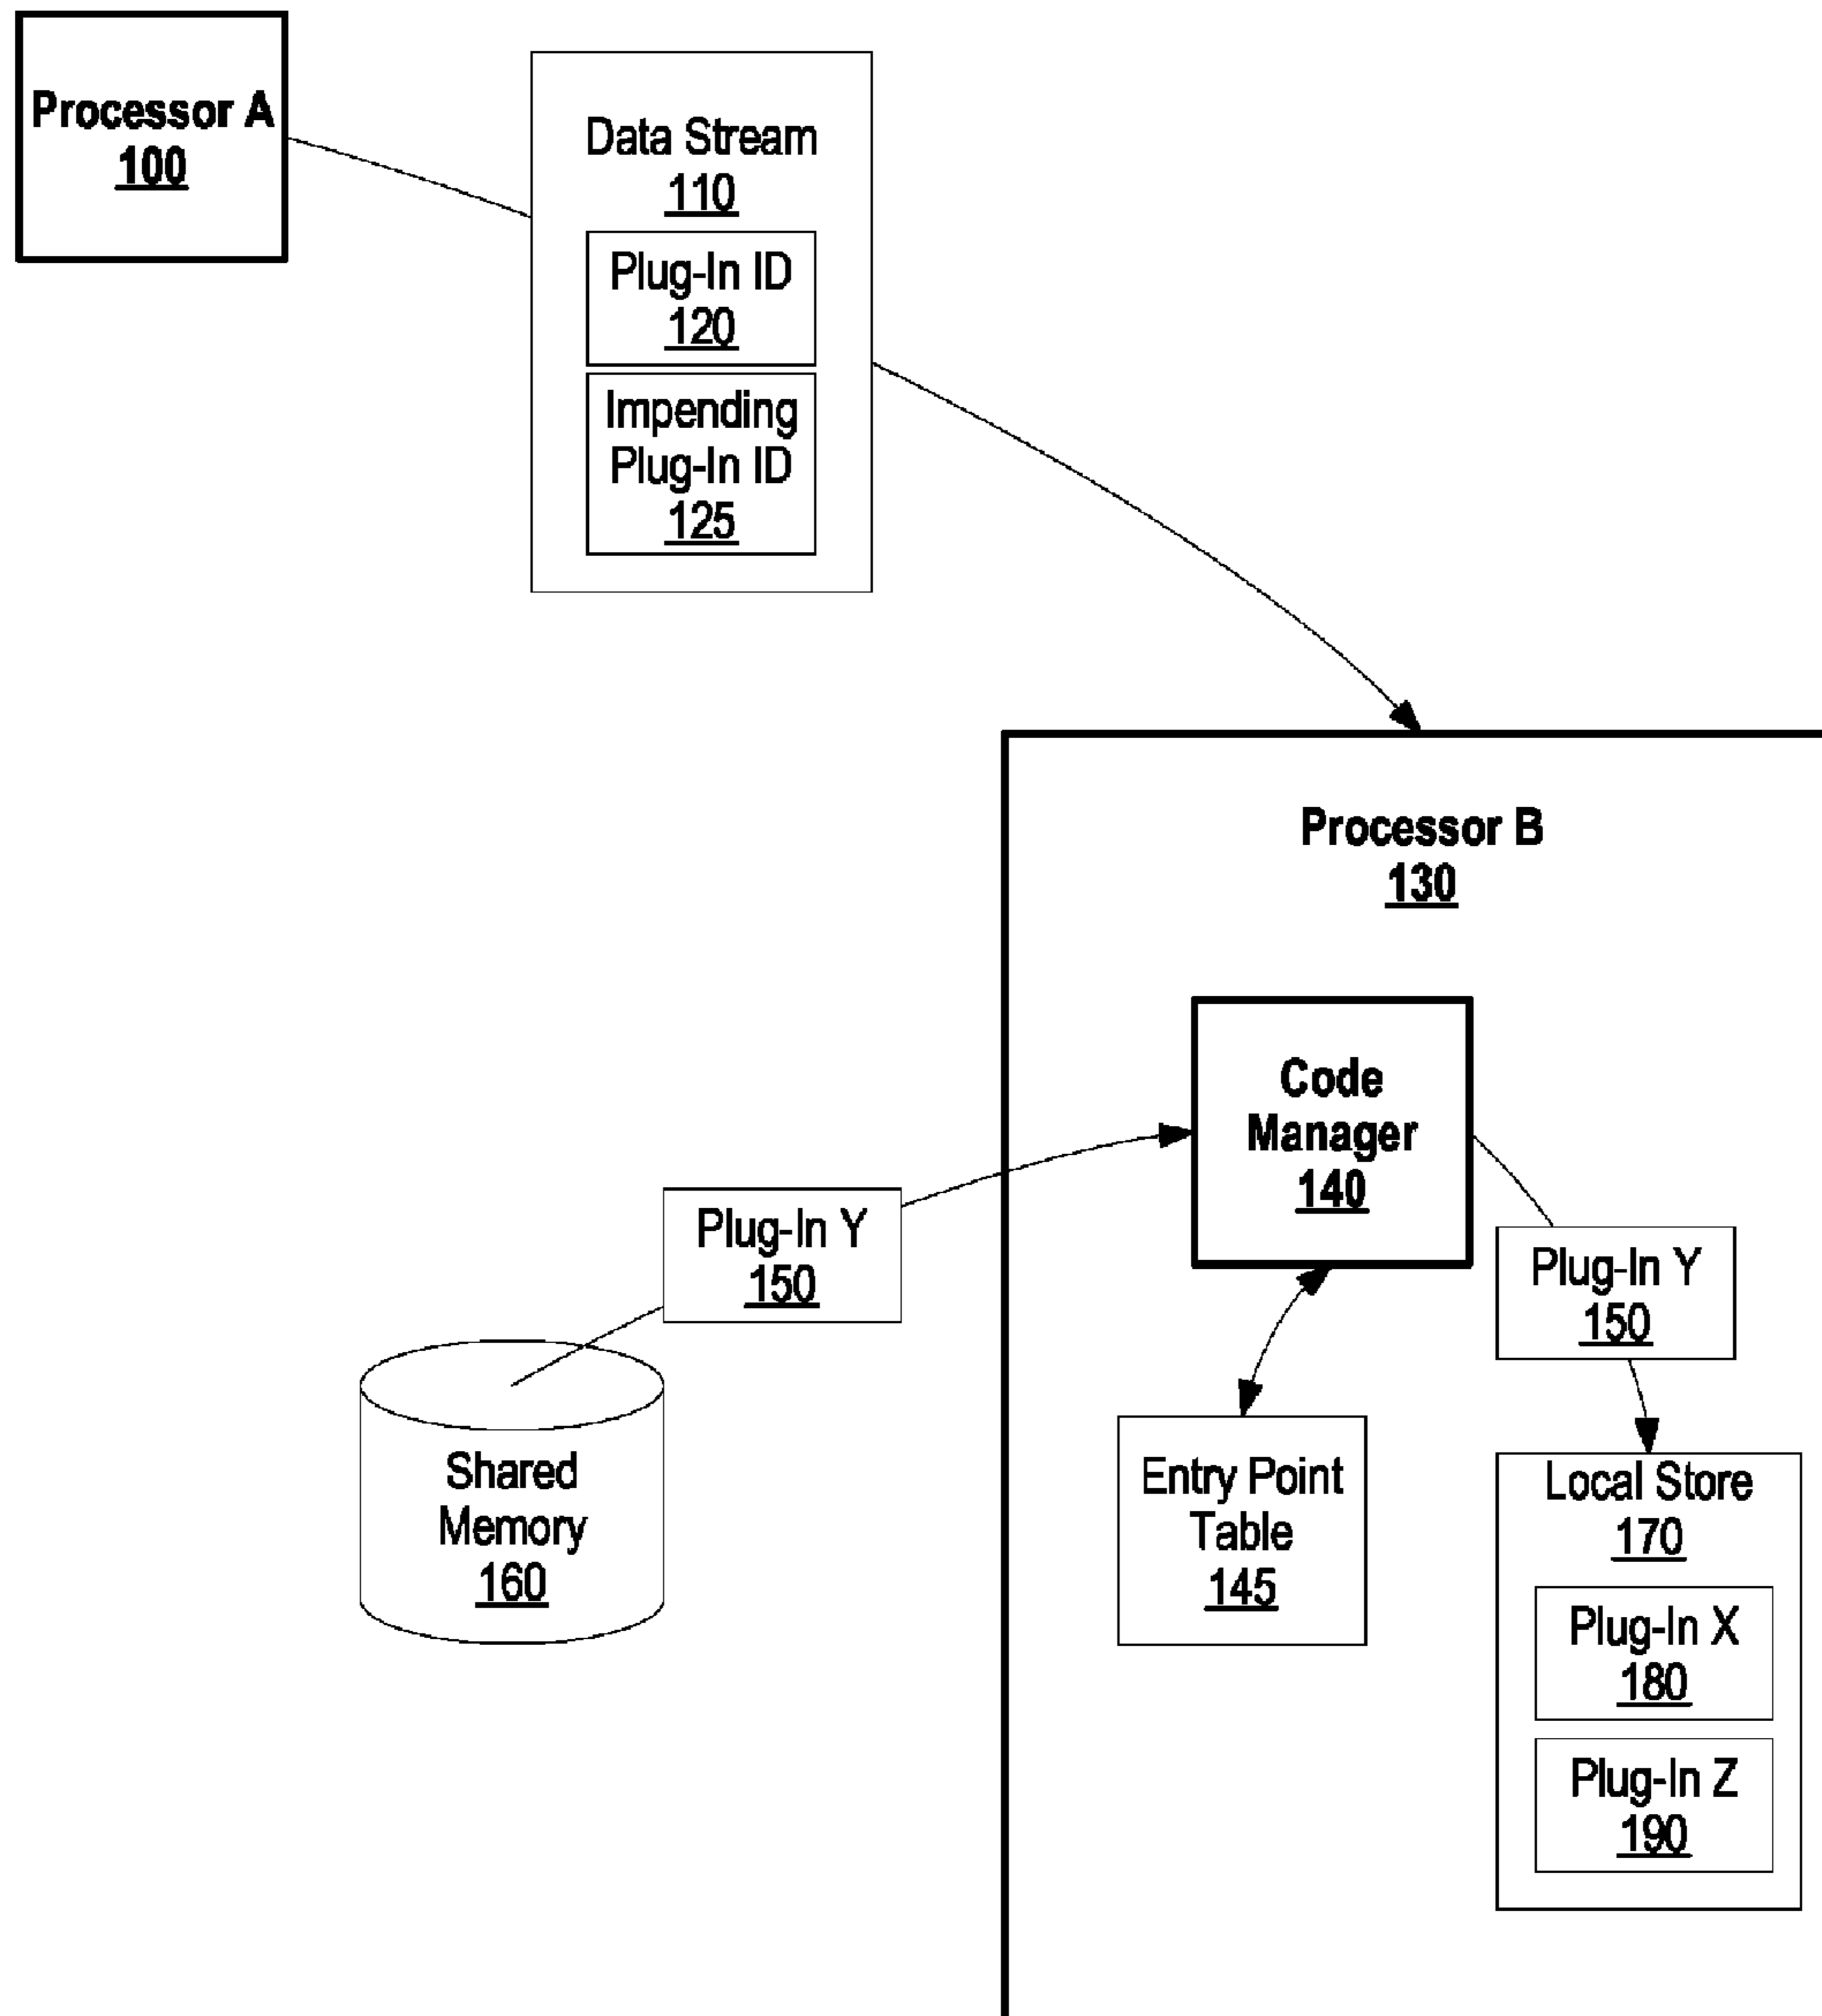 Processor A
100
Data Stream
110
Plug-In ID
120
Impending
Plug-In ID
125
Processor B
130
Code
Manager
140
Plug-In Y
150
Plug-In Y
150
Shared
Memory
160
Entry Point
Table
145
Local Store
170
Plug-In X
180
Plug-In Z
190